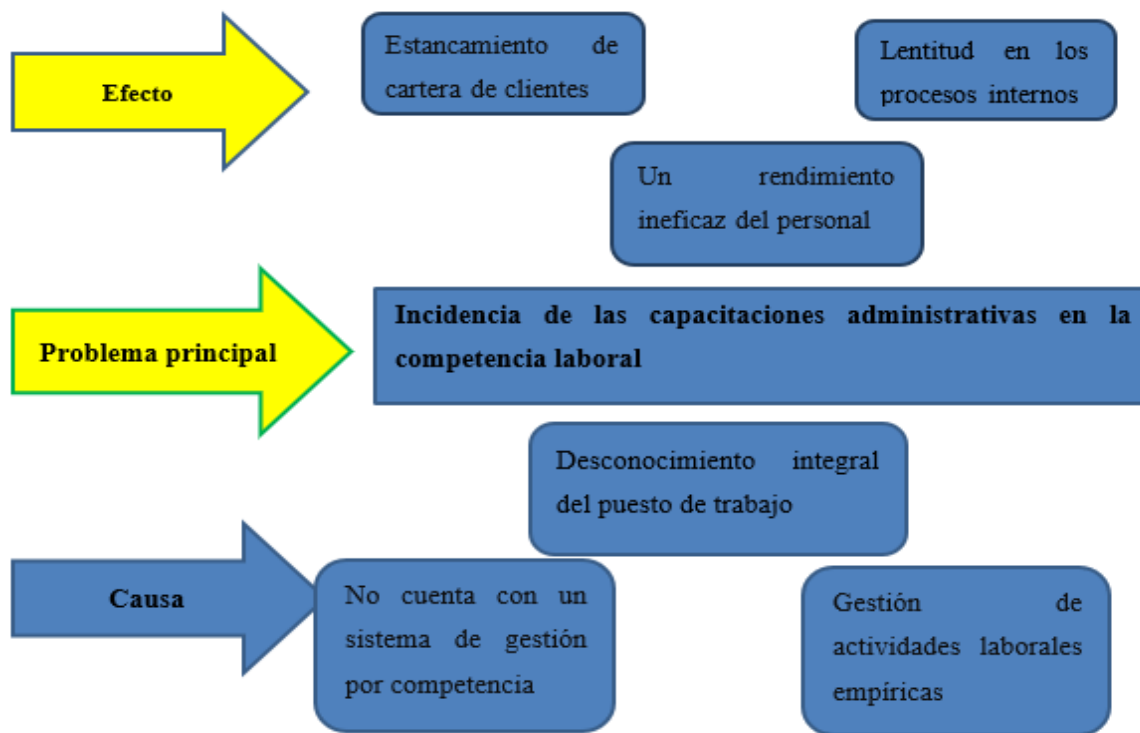 Efecto
Estancamiento de
cartera de clientes
Lentitud en los
procesos internos
Un rendimiento
ineficaz del personal
Problema principal
Incidencia de las capacitaciones administrativas en la
competencia laboral
Desconocimiento integral
del puesto de trabajo
Causa
No cuenta con un
sistema de gestión
por competencia
Gestión de
actividades laborales
empíricas